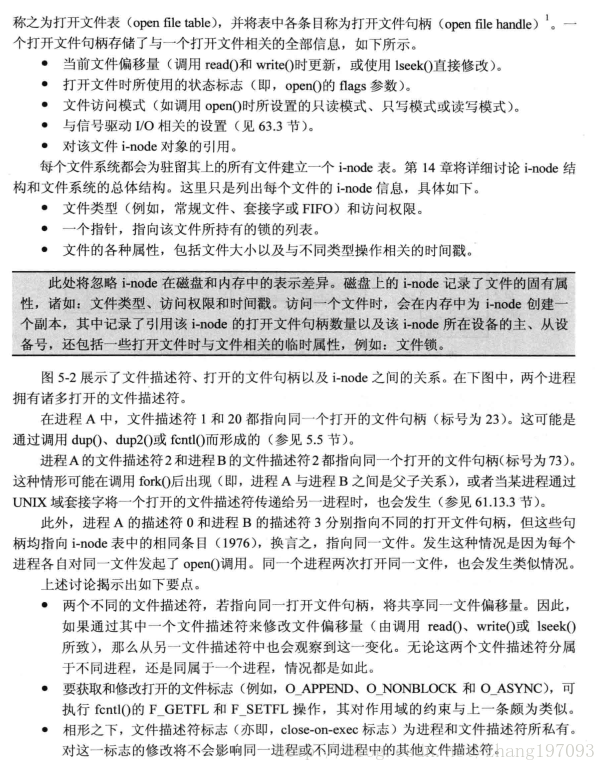 称之为打开文件表（open file table），并将表中各条目称为打开文件句柄（open file handle）¹。一
个打开文件句柄存储了与一个打开文件相关的全部信息，如下所示。
● 当前文件偏移量（调用 read()和 write()时更新，或使用 lseek()直接修改）。
● 打开文件时所使用的状态标志（即，open()的 flags 参数）。
● 文件访问模式（如调用 open()时所设置的只读模式、只写模式或读写模式）。
● 与信号驱动 I/O 相关的设置（见 63.3 节）。
● 对该文件 i-node 对象的引用。
每个文件系统都会为驻留其上的所有文件建立一个 i-node 表。第 14 章将详细讨论 i-node 结
构和文件系统的总体结构。这里只是列出每个文件的 i-node 信息，具体如下。
● 文件类型（例如，常规文件、套接字或 FIFO）和访问权限。
● 一个指针，指向该文件所持有的锁的列表。
● 文件的各种属性，包括文件大小以及与不同类型操作相关的时间戳。
此处将忽略 i-node 在磁盘和内存中的表示差异。磁盘上的 i-node 记录了文件的固有属
性，诸如：文件类型、访问权限和时间戳。访问一个文件时，会在内存中为 i-node 创建一
个副本，其中记录了引用该 i-node 的打开文件句柄数量以及该 i-node 所在设备的主、从设
备号，还包括一些打开文件时与文件相关的临时属性，例如：文件锁。
图 5-2 展示了文件描述符、打开的文件句柄以及 i-node 之间的关系。在下图中，两个进程
拥有诸多打开的文件描述符。
在进程 A 中，文件描述符 1 和 20 都指向同一个打开的文件句柄（标号为 23）。这可能是
通过调用 dup()、dup2()或 fcntl()而形成的（参见 5.5 节）。
进程 A 的文件描述符 2 和进程 B 的文件描述符 2 都指向同一个打开的文件句柄(标号为 73)。
这种情形可能在调用 fork()后出现（即，进程 A 与进程 B 之间是父子关系），或者当某进程通过
UNIX 域套接字将一个打开的文件描述符传递给另一进程时，也会发生（参见 61.13.3 节）。
此外，进程 A 的描述符 0 和进程 B 的描述符 3 分别指向不同的打开文件句柄，但这些句
柄均指向 i-node 表中的相同条目（1976），换言之，指向同一文件。发生这种情况是因为每个
进程各自对同一文件发起了 open()调用。同一个进程两次打开同一文件，也会发生类似情况。
上述讨论揭示出如下要点。
● 两个不同的文件描述符，若指向同一打开文件句柄，将共享同一文件偏移量。因此，
如果通过其中一个文件描述符来修改文件偏移量（由调用 read()、write()或 lseek()
所致），那么从另一文件描述符中也会观察到这一变化。无论这两个文件描述符分属
于不同进程，还是同属于一个进程，情况都是如此。
● 要获取和修改打开的文件标志（例如，O_APPEND、O_NONBLOCK 和 O_ASYNC），可
执行 fcntl()的 F_GETFL 和 F_SETFL 操作，其对作用域的约束与上一条颇为类似。
● 相形之下，文件描述符标志（亦即，close-on-exec 标志）为进程和文件描述符所私有。
对这一标志的修改将不会影响同一进程或不同进程中的其他文件描述符。